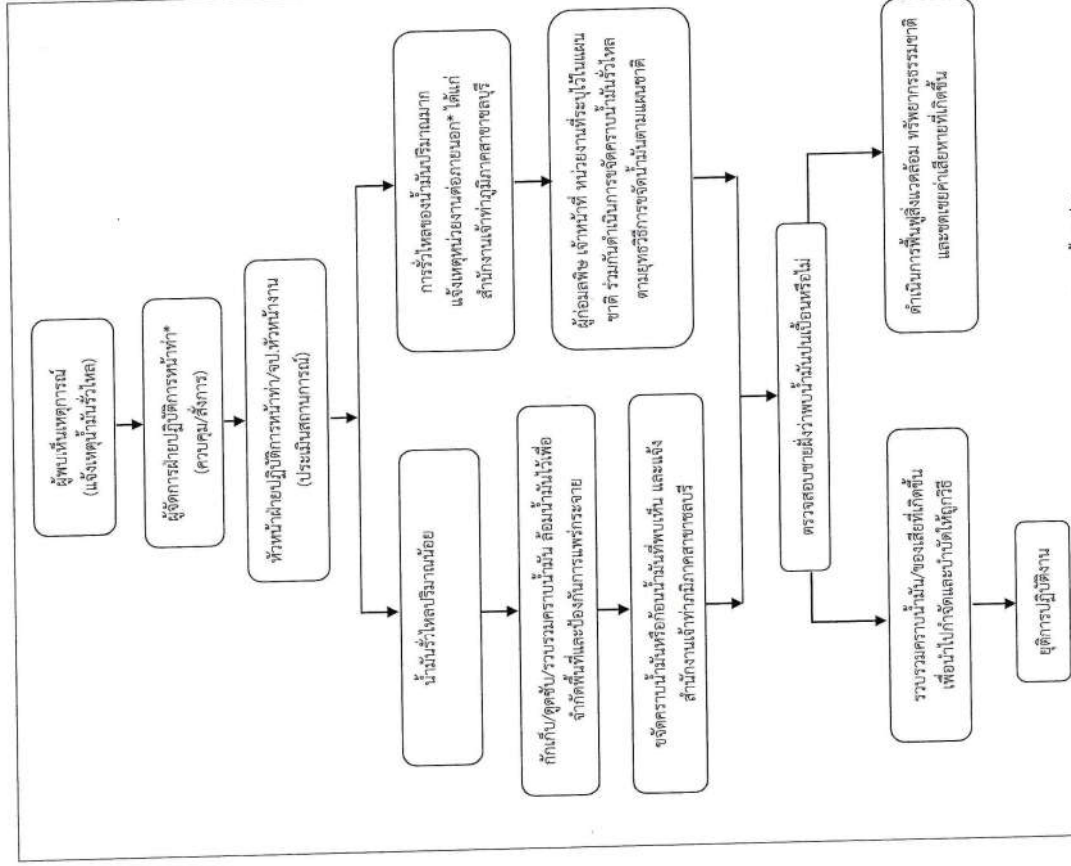 ผู้พบเห็นเหตุการณ์
(แจ้งเหตุน้ำมันรั่วไหล)
ผู้จัดการฝ่ายปฏิบัติการหน้าท่า*
(ควบคุม/สั่งการ)
หัวหน้าฝ่ายปฏิบัติการหน้าท่า/จป.หัวหน้างาน
(ประเมินสถานการณ์)
น้ำมันรั่วไหลปริมาณน้อย
กักเก็บ/ดูดซับ/รวบรวมคราบน้ำมัน ล้อมน้ำมันไว้เพื่อ
จำกัดพื้นที่และป้องกันการแพร่กระจาย
ขจัดคราบน้ำมันหรือก้อนน้ำมันที่พบเห็น และแจ้ง
สำนักงานเจ้าท่าภูมิภาคสาขาชลบุรี
การรั่วไหลของน้ำมันปริมาณมาก
แจ้งเหตุหน่วยงานต่อภายนอก* ได้แก่
สำนักงานเจ้าท่าภูมิภาคสาขาชลบุรี
ผู้ก่อมลพิษ เจ้าหน้าที่ หน่วยงานที่ระบุไว้ในแผน
ชาติ ร่วมกันดำเนินการขจัดคราบน้ำมันรั่วไหล
ตามยุทธวิธีการขจัดน้ำมันตามแผนชาติ
ตรวจสอบชายฝั่งว่าพบน้ำมันปนเปื้อนหรือไม่
รวบรวมคราบน้ำมัน/ของเสียที่เกิดขึ้น
เพื่อนำไปกำจัดและบำบัดให้ถูกวิธี
ยุติการปฏิบัติงาน
ดำเนินการฟื้นฟูสิ่งแวดล้อม ทรัพยากรธรรมชาติ
และชดเชยค่าเสียหายที่เกิดขึ้น